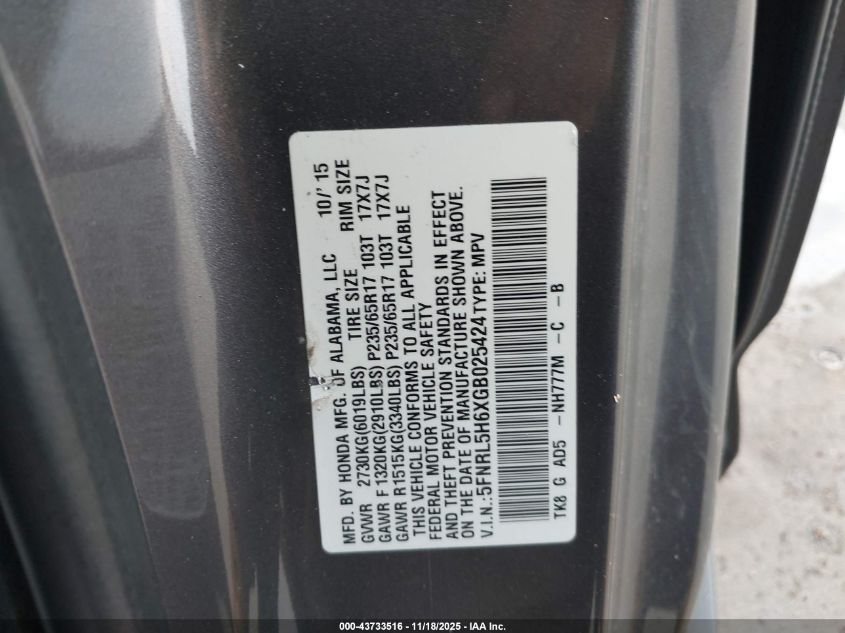 MFD. BY HONDA MFG. OF ALABAMA, LLC 10/'15
GVWR 2730KG(6019LBS) TIRE SIZE RIM SIZE
GAWR F 1320KG(2910LBS) P235/65R17 103T 17X7J
GAWR R1515KG(3340LBS) P235/65R17 103T 17X7J
THIS VEHICLE CONFORMS TO ALL APPLICABLE
FEDERAL MOTOR VEHICLE SAFETY
AND THEFT PREVENTION STANDARDS IN EFFECT
ON THE DATE OF MANUFACTURE SHOWN ABOVE.
V.I.N.:5FNRL5H6XGB025424 TYPE: MPV
TK8 G AD5 -NH777M -C -B
000-43733516 - 11/18/2025 - IAA Inc.